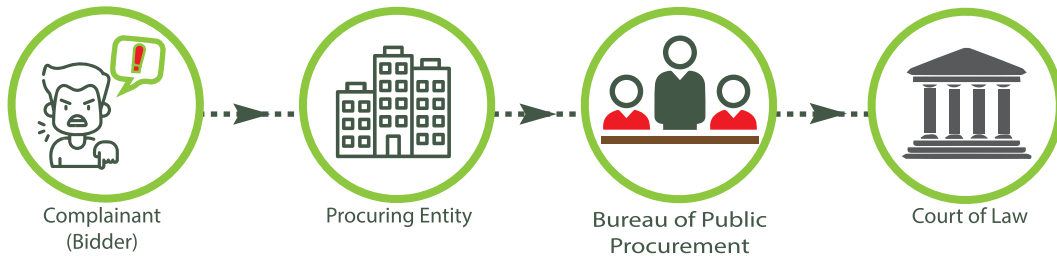 !
Complainant
(Bidder)
Procuring Entity
Bureau of Public
Procurement
Court of Law